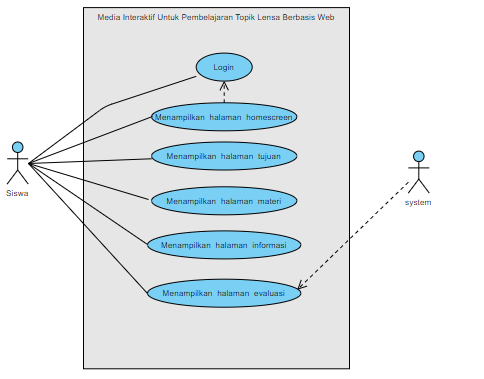 Media Interaktif Untuk Pembelajaran Topik Lensa Berbasis Web
Login
Menampilkan halaman homescreen
Menampilkan halaman tujuan
Siswa
Menampilkan halaman materi
system
Menampilkan halaman informasi
Menampilkan halaman evaluasi